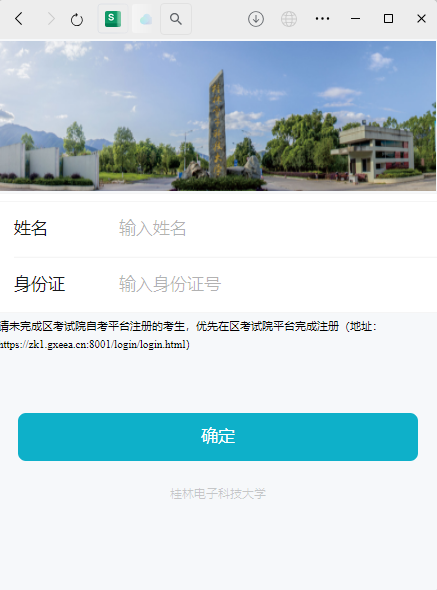 姓名 输入姓名
身份证 输入身份证号
请未完成区考试院自考平台注册的考生，优先在区考试院平台完成注册（地址：
https://zk1.gxeea.cn:8001/login/login.html）
确定
桂林电子科技大学